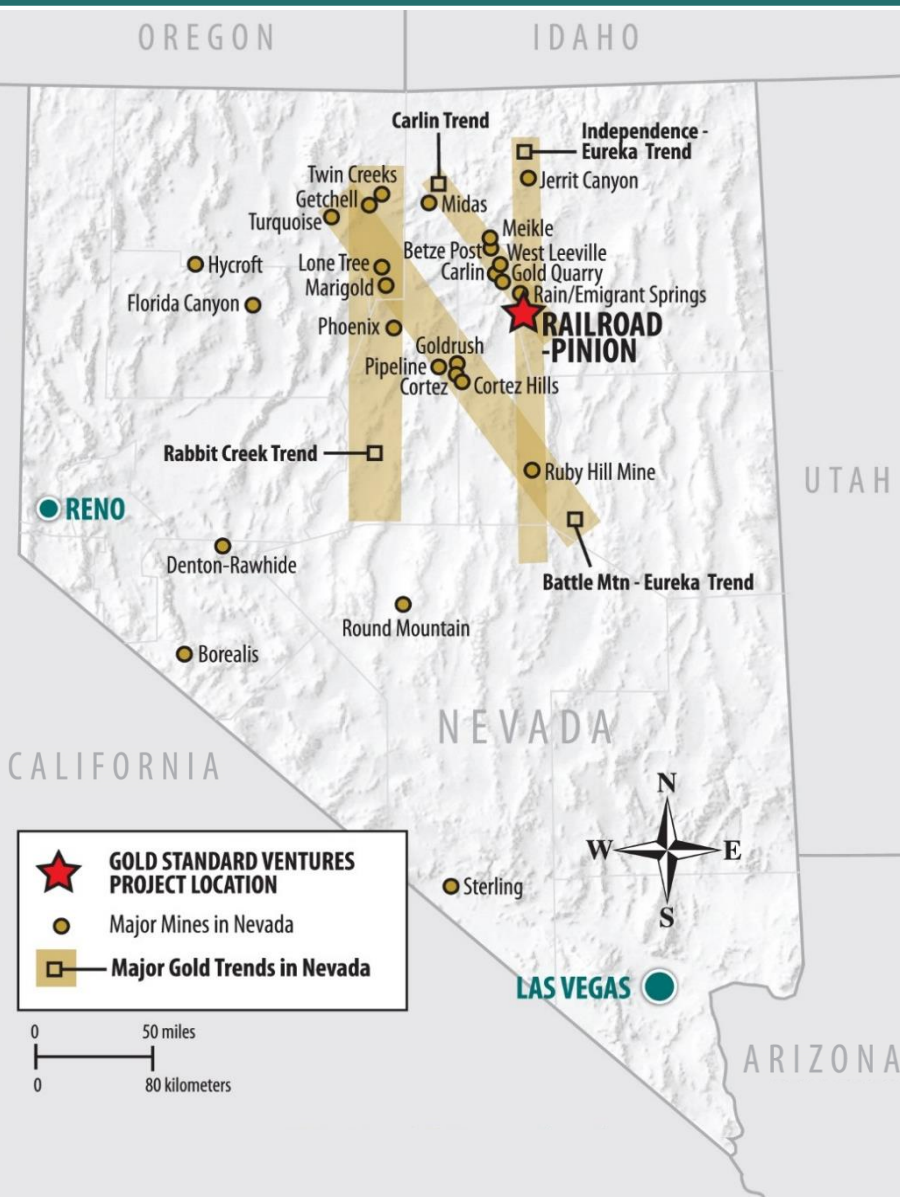 OREGON
IDAHO
Carlin Trend
Independence -
Eureka Trend
Twin Creeks
Getchell
Turquoise
Midas
Jerrit Canyon
Meikle
Betze Post
West Leeville
Carlin
Gold Quarry
Rain/Emigrant Springs
Hycroft
Lone Tree
Marigold
Florida Canyon
Phoenix
RAILROAD
-PINION
Goldrush
Pipeline
Cortez
Cortez Hills
Rabbit Creek Trend
Ruby Hill Mine
UTAH
RENO
Denton-Rawhide
Battle Mtn - Eureka Trend
Round Mountain
Borealis
NEVADA
CALIFORNIA
N
W
E
S
GOLD STANDARD VENTURES
PROJECT LOCATION
Major Mines in Nevada
Major Gold Trends in Nevada
Sterling
LAS VEGAS
ARIZONA
0 50 miles
0 80 kilometers